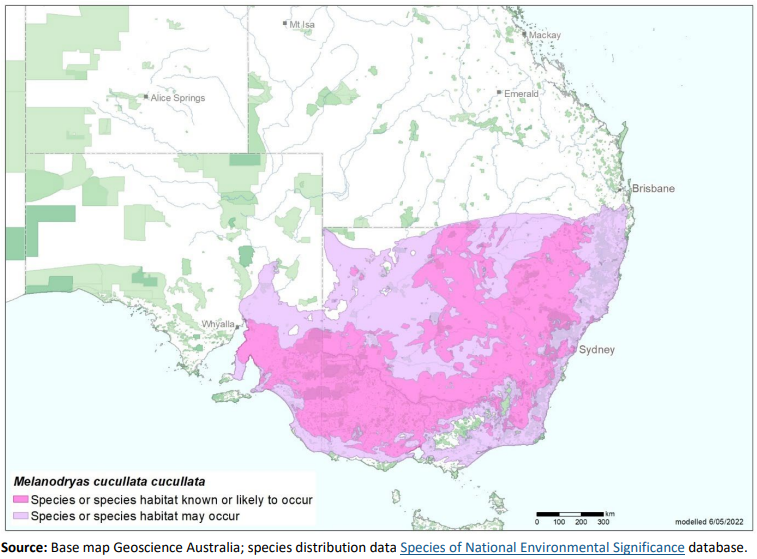 Mt Isa
Mackay
Alice Springs
Emerald
Brisbane
Whyalla
Sydney
Melanodryas cucullata cucullata
Species or species habitat known or likely to occur
Species or species habitat may occur
km
0 100 200 300
modelled 6/05/2022
Source: Base map Geoscience Australia; species distribution data Species of National Environmental Significance database.